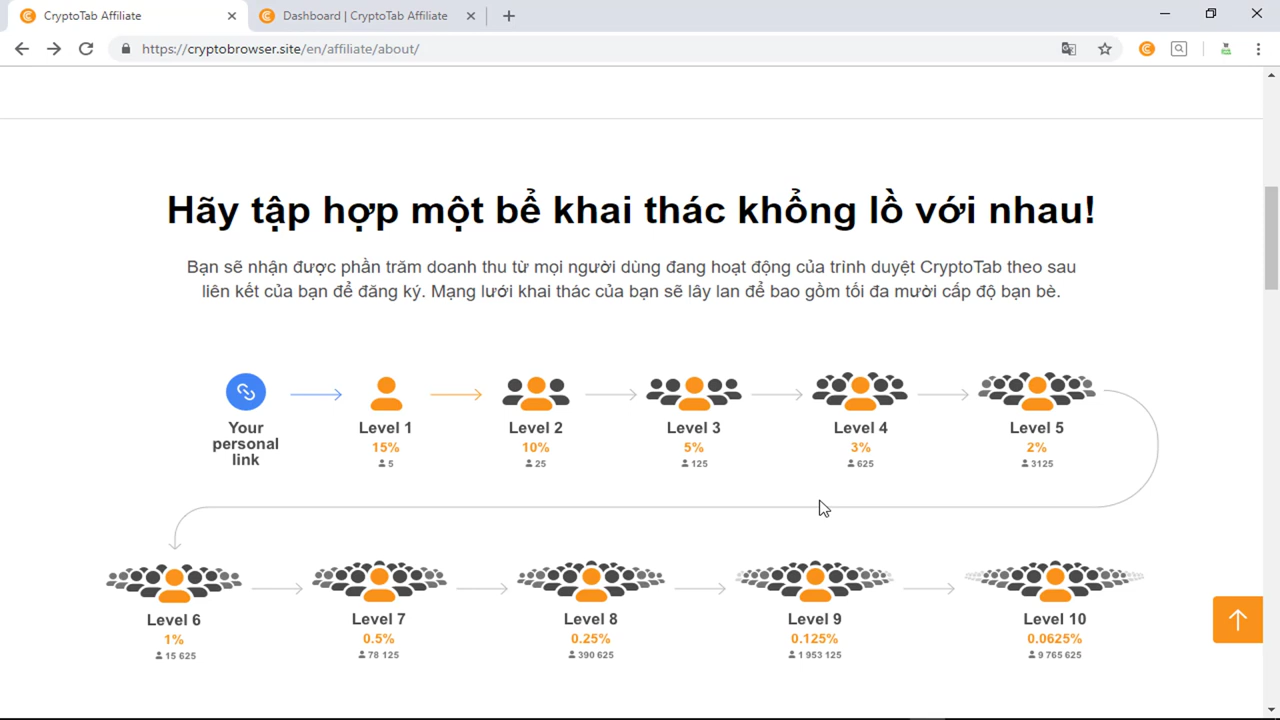 CryptoTab Affiliate
Dashboard | CryptoTab Affiliate
https://cryptobrowser.site/en/affiliate/about/
Hãy tập hợp một bể khai thác khổng lồ với nhau!
Bạn sẽ nhận được phần trăm doanh thu từ mọi người dùng đang hoạt động của trình duyệt CryptoTab theo sau
liên kết của bạn để đăng ký. Mạng lưới khai thác của bạn sẽ lây lan để bao gồm tối đa mười cấp độ bạn bè.
Your
personal
link
Level 1
15%
5
Level 2
10%
25
Level 3
5%
125
Level 4
3%
625
Level 5
2%
3125
Level 6
1%
15 625
Level 7
0.5%
78 125
Level 8
0.25%
390 625
Level 9
0.125%
1 953 125
Level 10
0.0625%
9 765 625